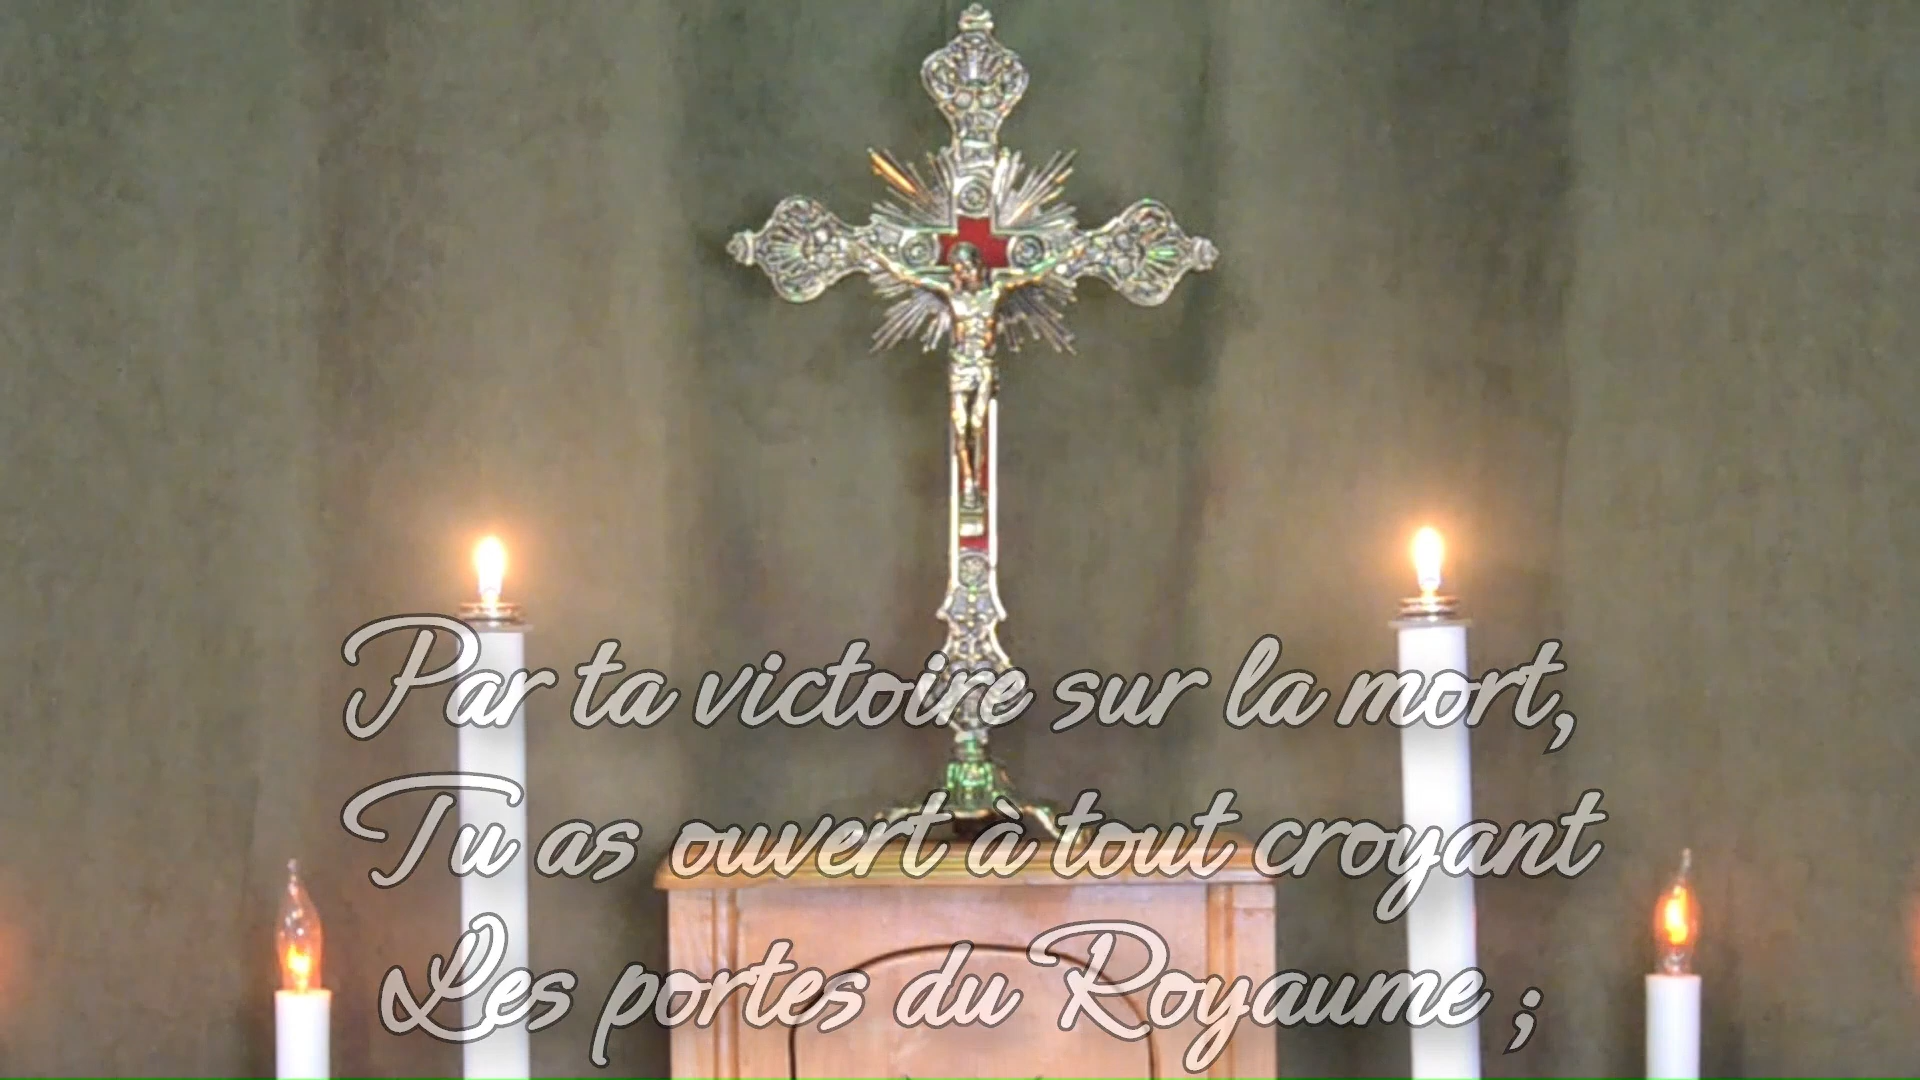 Par ta victoire sur la mort,
Tu as ouvert à tout croyant
Les portes du Royaume ;